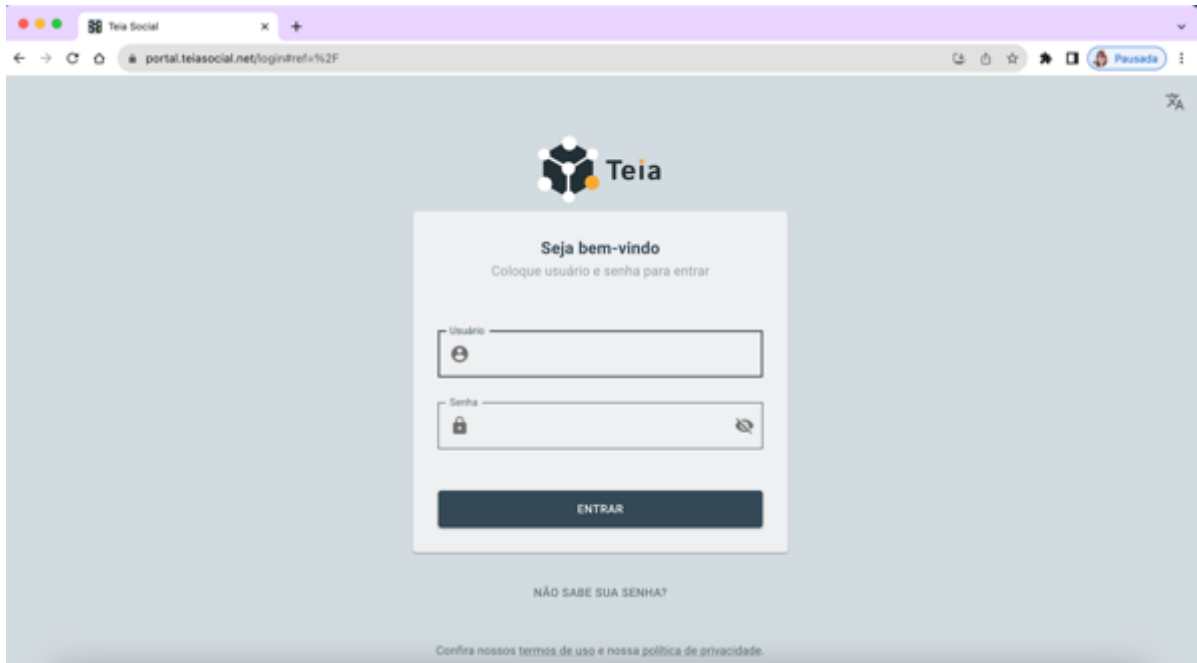 Teia Social
portal.teiasocial.net/login#ref=%2F
Pausada
Teia
Seja bem-vindo
Coloque usuário e senha para entrar
Usuário
Senha
ENTRAR
NÃO SABE SUA SENHA?
Confira nossos termos de uso e nossa política de privacidade.